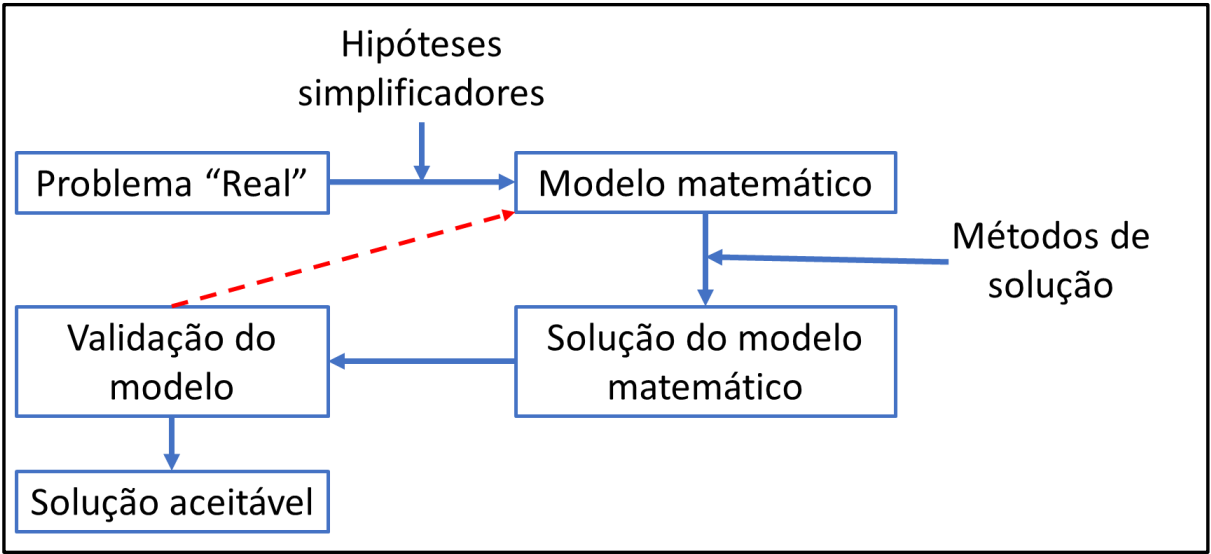 Hipóteses
simplificadores
Problema “Real”
Modelo matemático
Métodos de
solução
Validação do
modelo
Solução do modelo
matemático
Solução aceitável